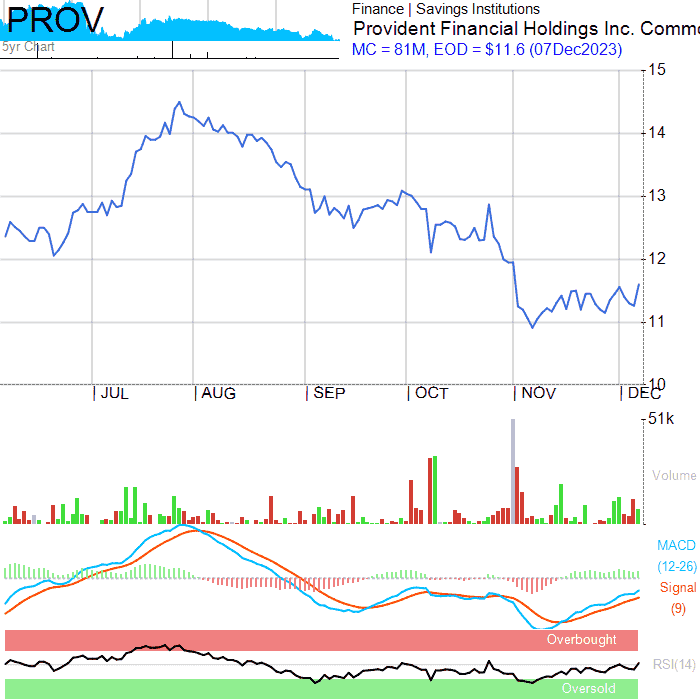 PROV
Finance | Savings Institutions
Provident Financial Holdings Inc. Commo
5yr Chart
MC = 81M, EOD = $11.6 (07Dec2023)
15
14
13
12
11
10
JUL AUG SEP OCT NOV DEC
51k
Volume
MACD
(12-26)
Signal
(9)
Overbought
RSI(14)
Oversold